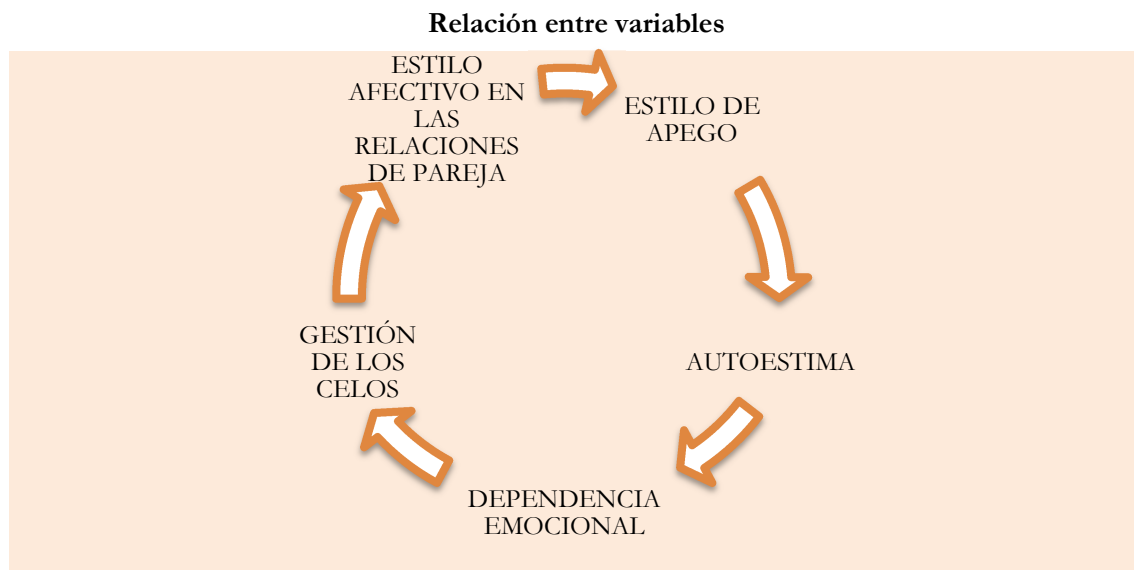 Relación entre variables
ESTILO
AFECTIVO EN
LAS
RELACIONES
DE PAREJA
ESTILO DE
APEGO
AUTOESTIMA
DEPENDENCIA
EMOCIONAL
GESTIÓN
DE LOS
CELOS